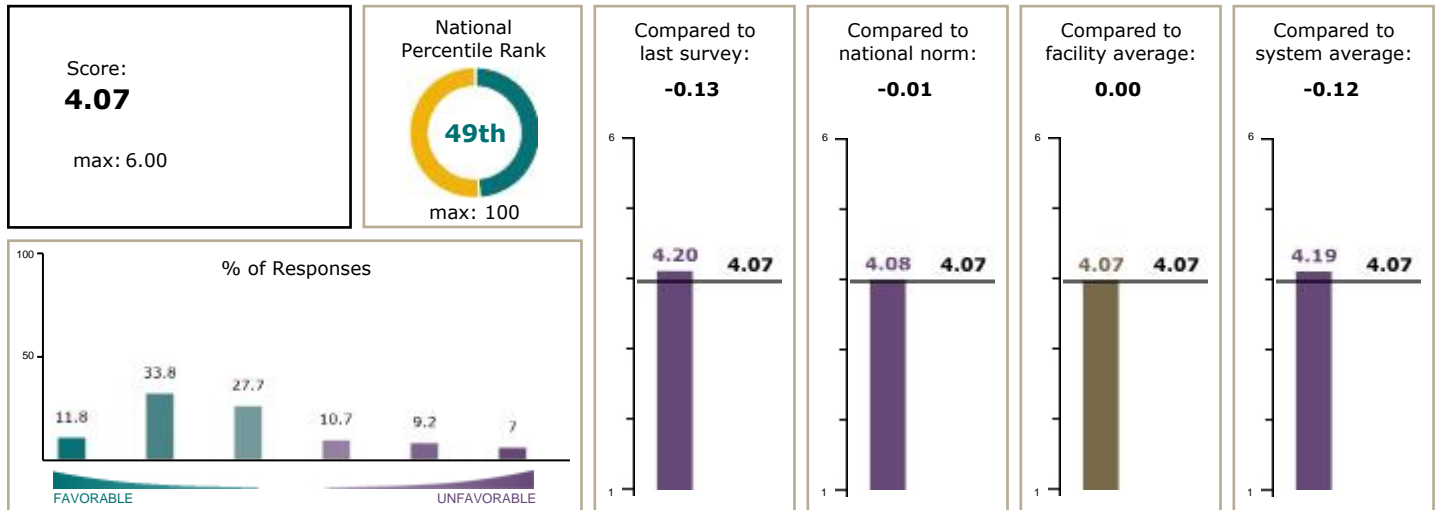 Score:
4.07
max: 6.00
National
Percentile Rank
49th
max: 100
Compared to
last survey:
-0.13
6
4.20 4.07
1
Compared to
national norm:
-0.01
6
4.08 4.07
1
Compared to
facility average:
0.00
6
4.07 4.07
1
Compared to
system average:
-0.12
6
4.19 4.07
1
% of Responses
100
50
11.8 33.8 27.7 10.7 9.2 7
FAVORABLE UNFAVORABLE